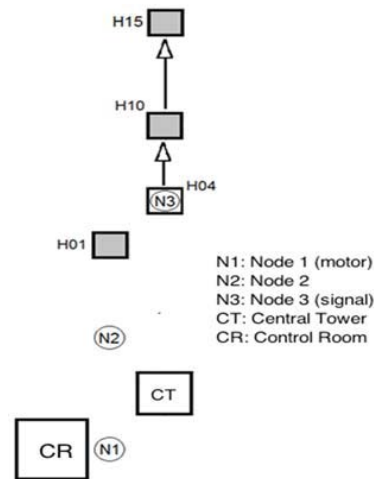 H15
H10
H04
N3
H01
N1: Node 1 (motor)
N2: Node 2
N3: Node 3 (signal)
CT: Central Tower
CR: Control Room
N2
CT
CR
N1